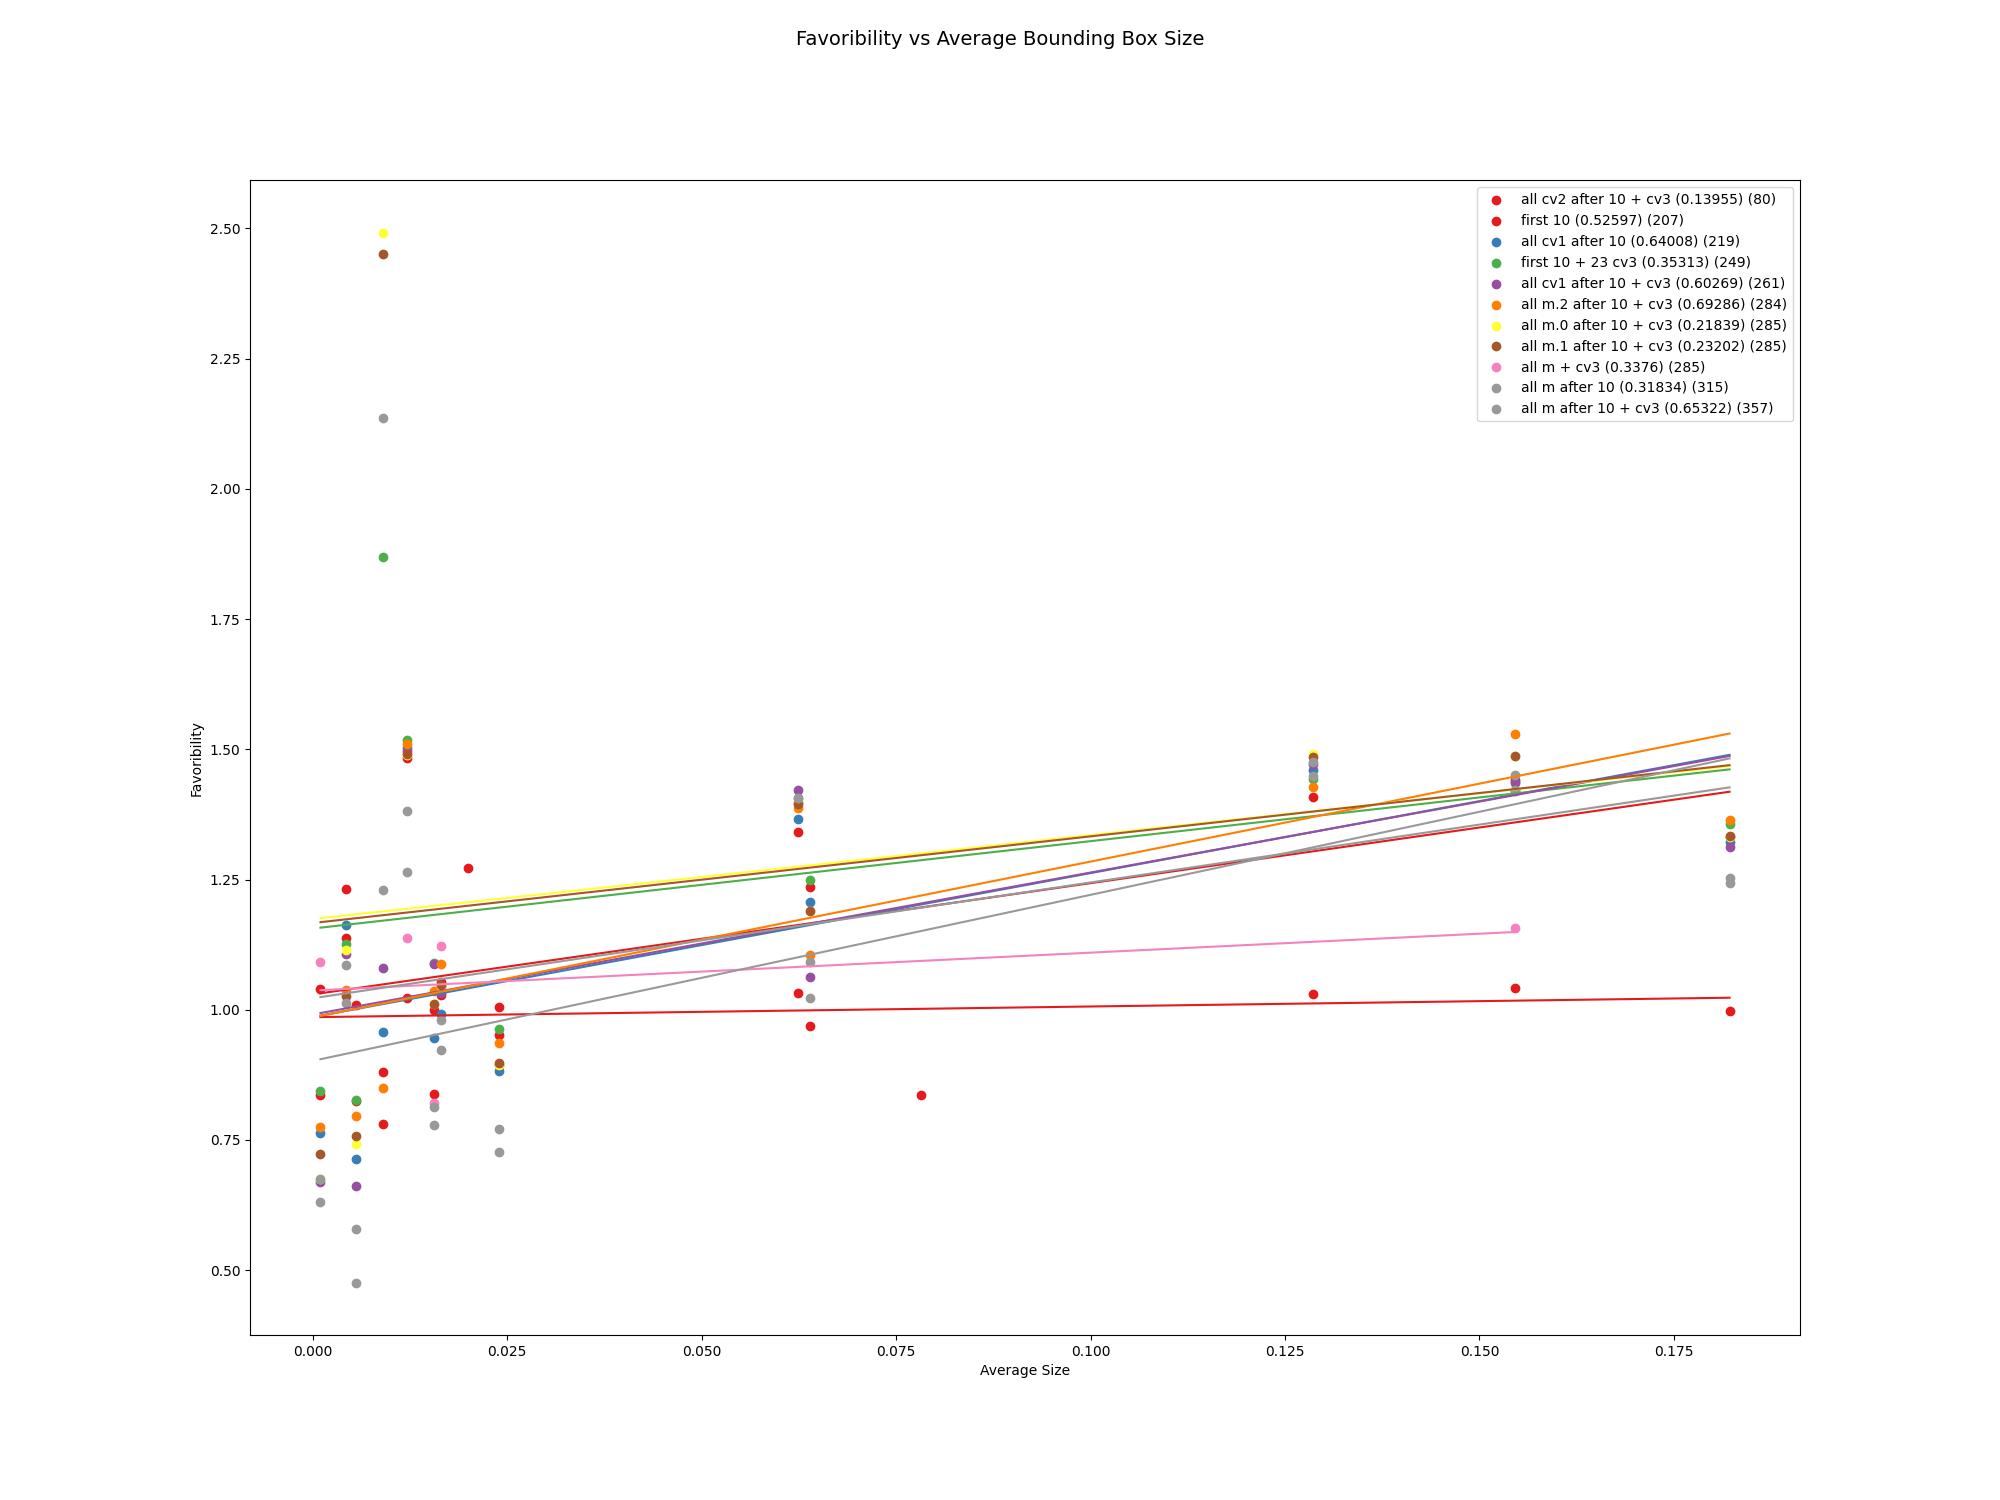 Favoribility vs Average Bounding Box Size
all cv2 after 10 + cv3 (0.13955) (80)
first 10 (0.52597) (207)
all cv1 after 10 (0.64008) (219)
first 10 + 23 cv3 (0.35313) (249)
all cv1 after 10 + cv3 (0.60269) (261)
all m.2 after 10 + cv3 (0.69286) (284)
all m.0 after 10 + cv3 (0.21839) (285)
all m.1 after 10 + cv3 (0.23202) (285)
all m + cv3 (0.3376) (285)
all m after 10 (0.31834) (315)
all m after 10 + cv3 (0.65322) (357)
2.50
2.25
2.00
1.75
1.50
1.25
1.00
0.75
0.50
Favoribility
0.000 0.025 0.050 0.075 0.100 0.125 0.150 0.175
Average Size